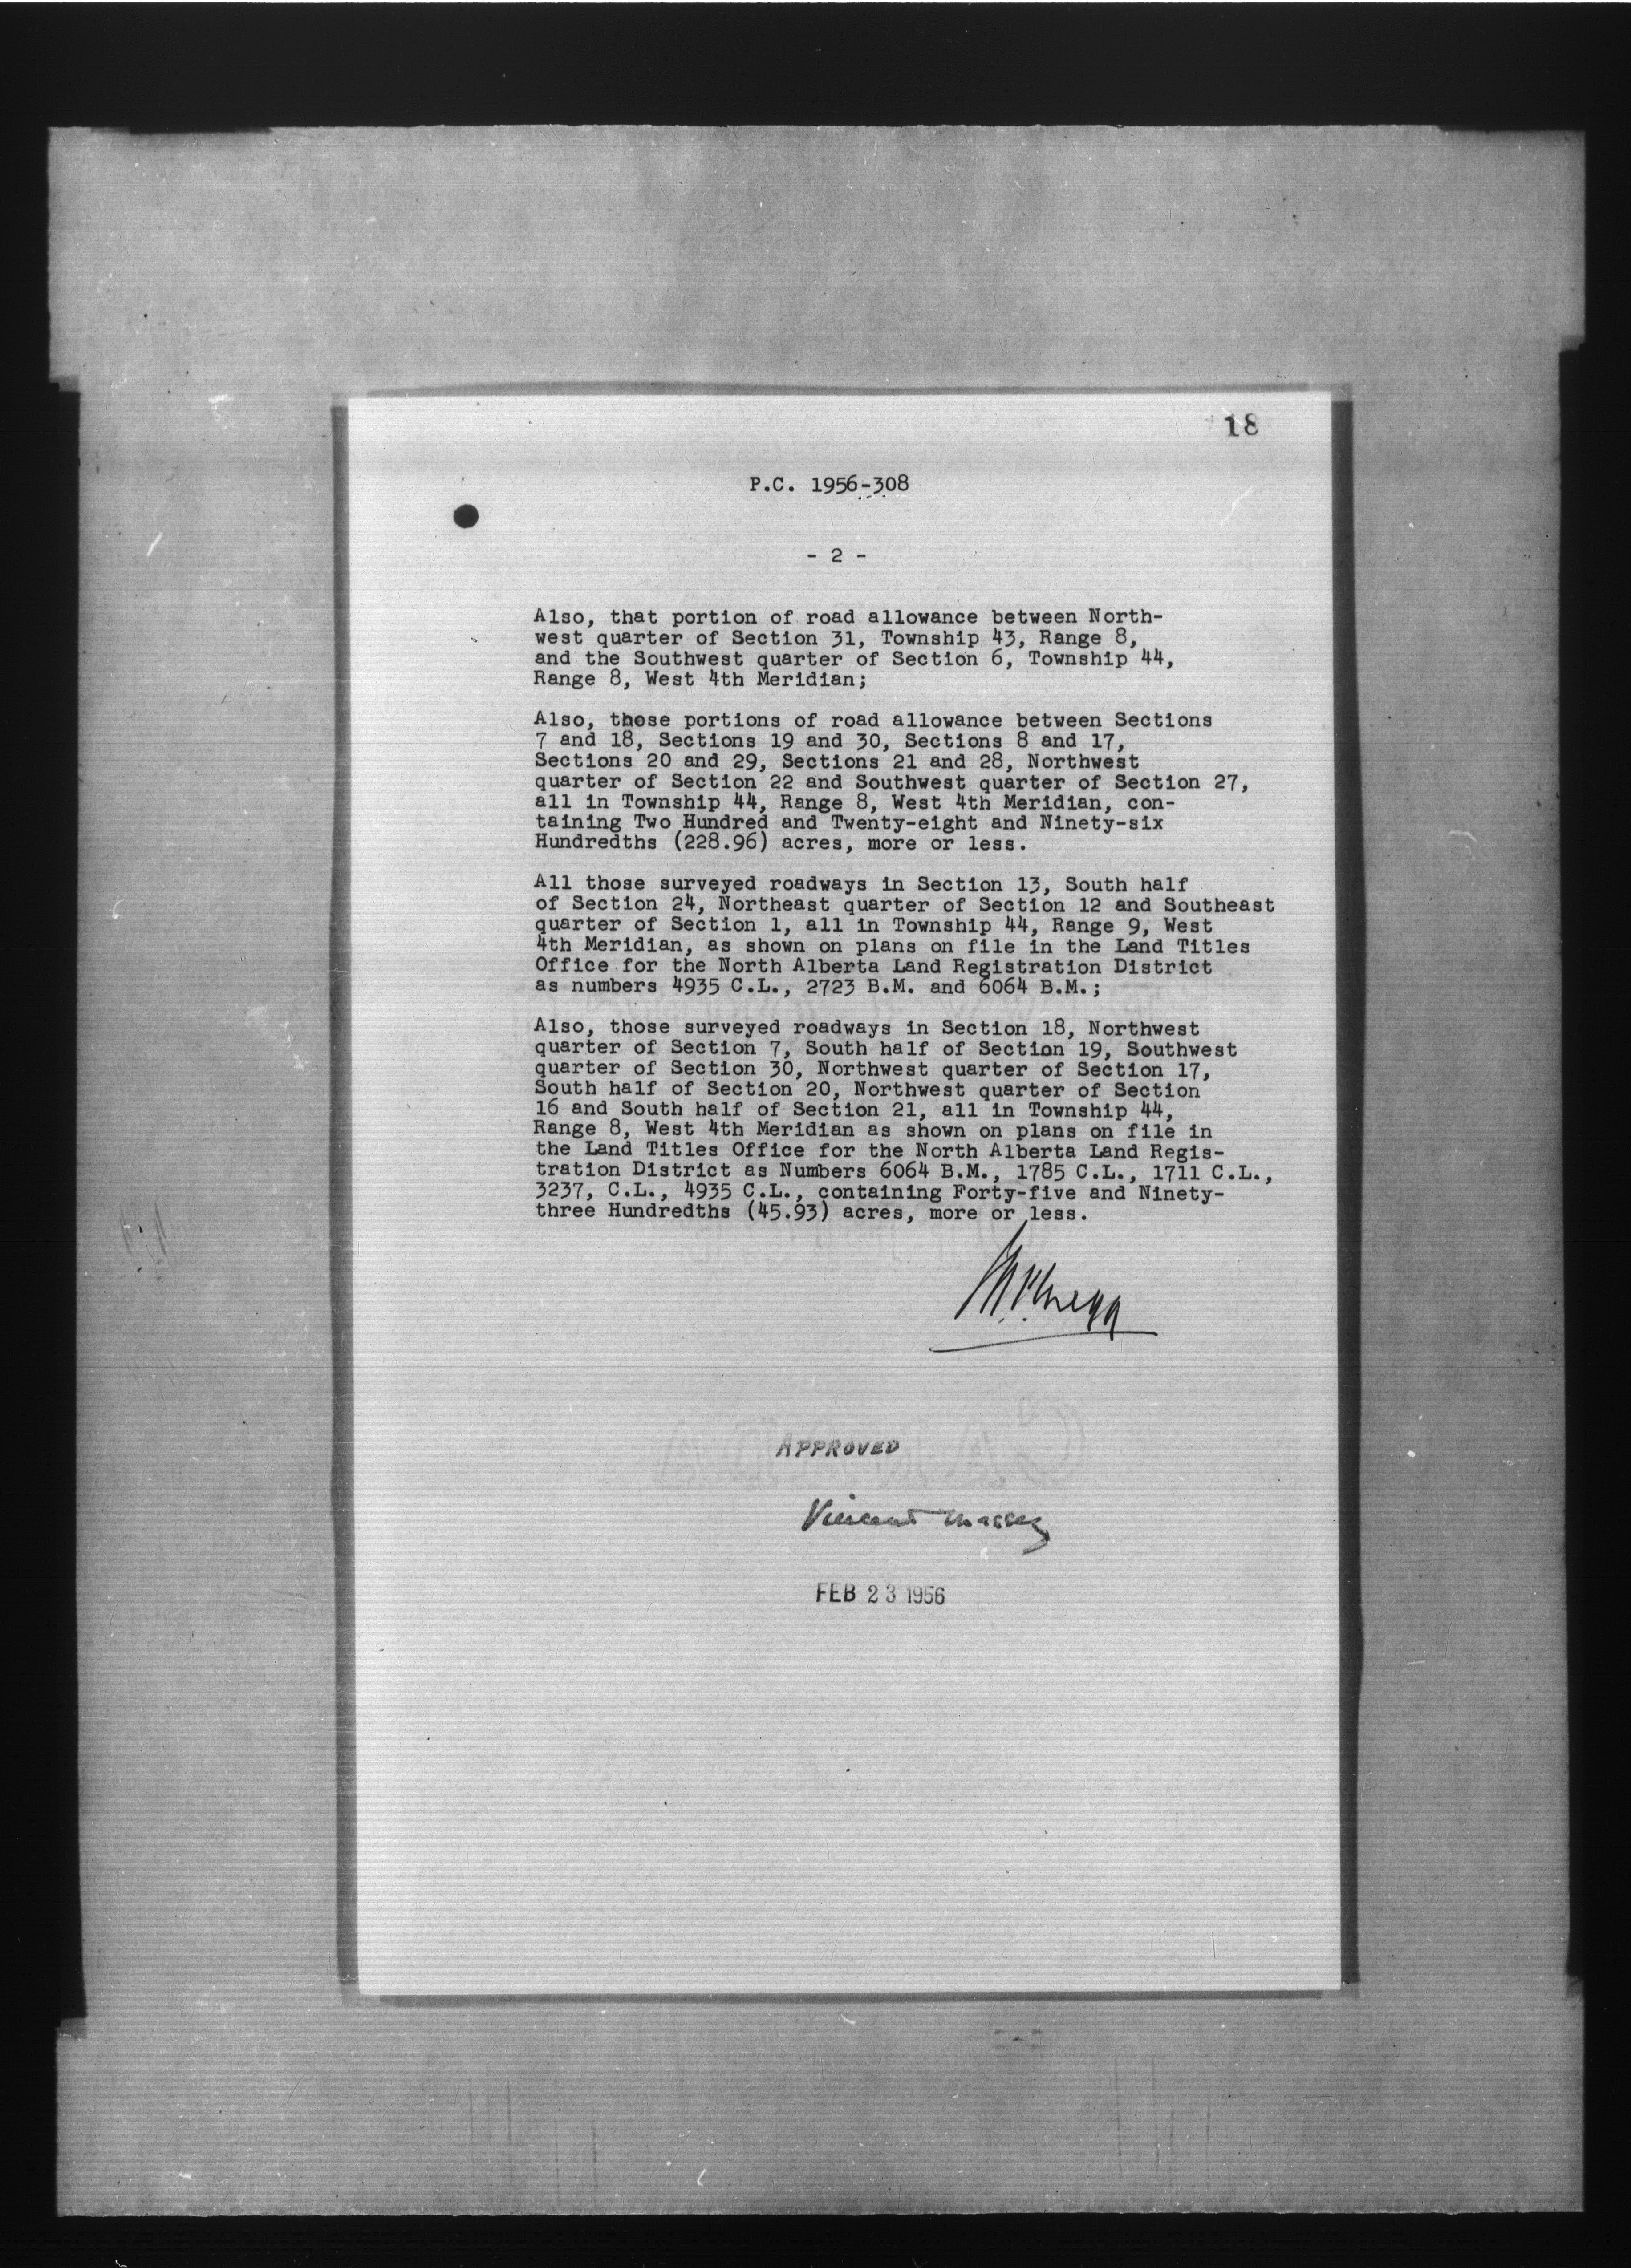 18
P.C. 1956-308
- 2 -
Also, that portion of road allowance between North-
west quarter of Section 31, Township 43, Range 8,
and the Southwest quarter of Section 6, Township 44,
Range 8, West 4th Meridian;
Also, those portions of road allowance between Sections
7 and 18, Sections 19 and 30, Sections 8 and 17,
Sections 20 and 29, Sections 21 and 28, Northwest
quarter of Section 22 and Southwest quarter of Section 27,
all in Township 44, Range 8, West 4th Meridian, con-
taining Two Hundred and Twenty-eight and Ninety-six
Hundredths (228.96) acres, more or less.
All those surveyed roadways in Section 13, South half
of Section 24, Northeast quarter of Section 12 and Southeast
quarter of Section 1, all in Township 44, Range 9, West
4th Meridian, as shown on plans on file in the Land Titles
Office for the North Alberta Land Registration District
as numbers 4935 C.L., 2723 B.M. and 6064 B.M.;
Also, those surveyed roadways in Section 18, Northwest
quarter of Section 7, South half of Section 19, Southwest
quarter of Section 30, Northwest quarter of Section 17,
South half of Section 20, Northwest quarter of Section
16 and South half of Section 21, all in Township 44,
Range 8, West 4th Meridian as shown on plans on file in
the Land Titles Office for the North Alberta Land Regis-
tration District as Numbers 6064 B.M., 1785 C.L., 1711 C.L.,
3237, C.L., 4935 C.L., containing Forty-five and Ninety-
three Hundredths (45.93) acres, more or less.
APPROVED
Vincent Massey
FEB 23 1956